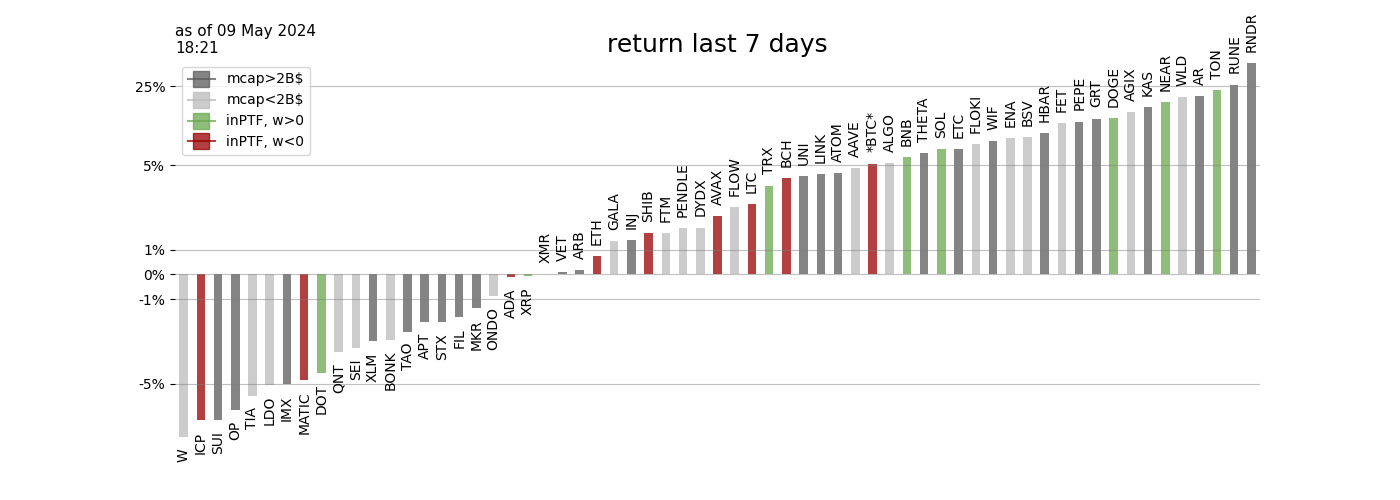 as of 09 May 2024
18:21
return last 7 days
mcap>2B$
mcap<2B$
inPTF, w>0
inPTF, w<0
25%
5%
1%
0%
-1%
-5%
W
ICP
SUI
OP
TIA
LDO
IMX
MATIC
DOT
QNT
SEI
XLM
BONK
TAO
APT
STX
FIL
MKR
ONDO
ADA
XRP
XMR
VET
ARB
ETH
GALA
INJ
SHIB
FTM
PENDLE
DYDX
AVAX
FLOW
LTC
TRX
BCH
UNI
LINK
ATOM
AAVE
*BTC*
ALGO
BNB
THETA
SOL
ETC
FLOKI
WIF
ENA
BSV
HBAR
FET
PEPE
GRT
DOGE
AGIX
KAS
NEAR
WLD
AR
TON
RUNE
RNDR